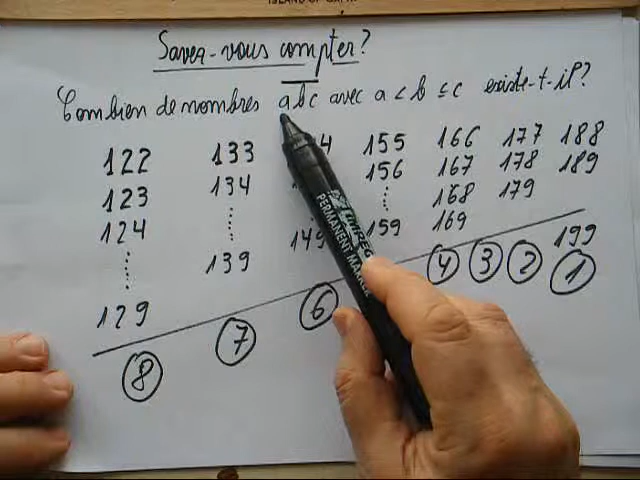 Savez-vous compter?
Combien de nombres abc avec a < b ≤ c existe-t-il?
122 133 155 166 177 188
123 134 156 167 178 189
124 168 179
169
129 139 149 159 199
8 7 6 4 3 2 1
PERMANENT MARKER